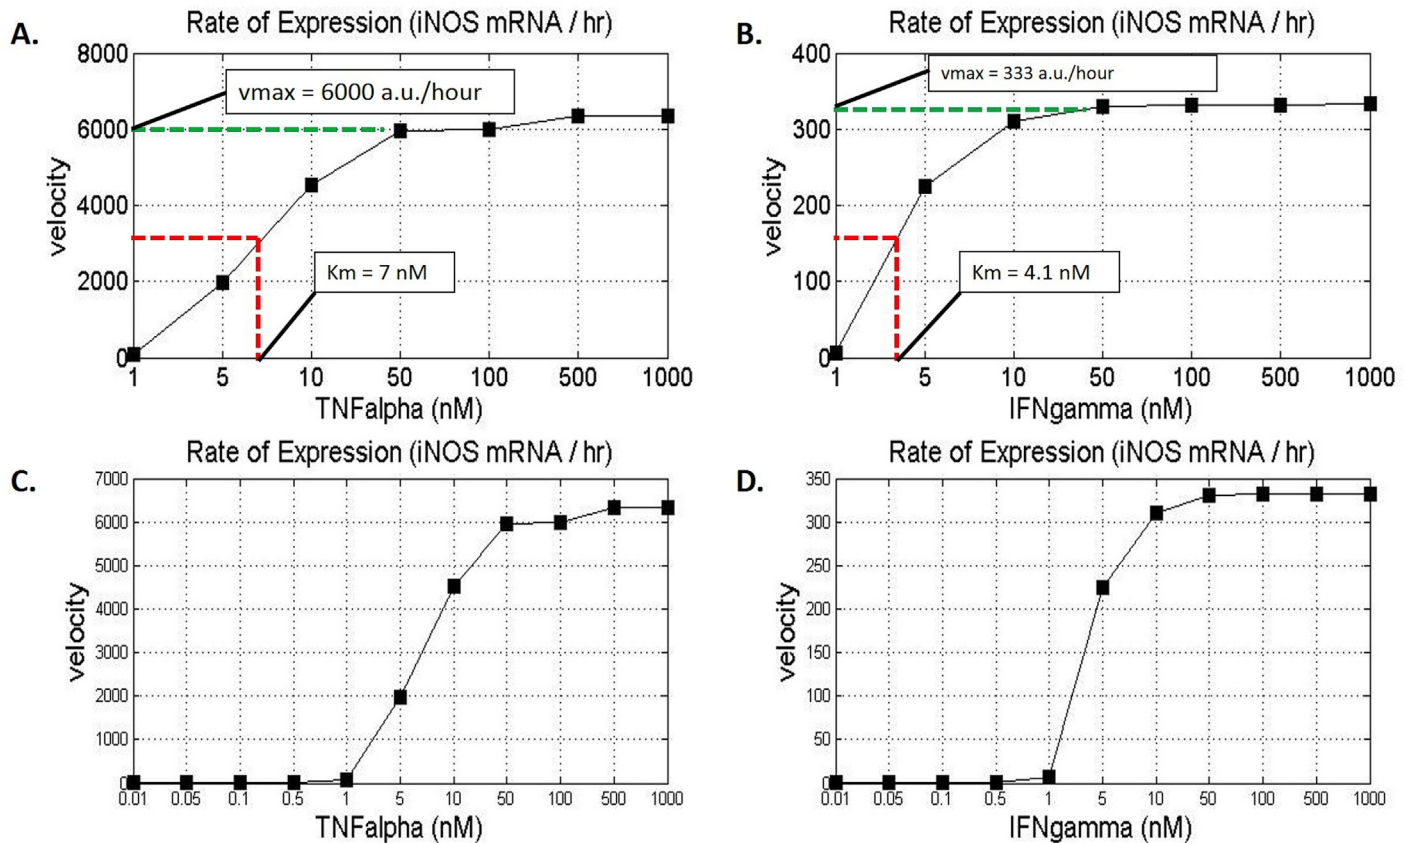 A.
Rate of Expression (iNOS mRNA / hr)
8000
6000
4000
2000
0
velocity
vmax = 6000 a.u./hour
Km = 7 nM
1 5 10 50 100 500 1000
TNFalpha (nM)
B.
Rate of Expression (iNOS mRNA / hr)
400
300
200
100
0
velocity
vmax = 333 a.u./hour
Km = 4.1 nM
1 5 10 50 100 500 1000
IFNgamma (nM)
C.
Rate of Expression (iNOS mRNA / hr)
7000
6000
5000
4000
3000
2000
1000
0
velocity
0.01 0.05 0.1 0.5 1 5 10 50 100 500 1000
TNFalpha (nM)
D.
Rate of Expression (iNOS mRNA / hr)
350
300
250
200
150
100
50
0
velocity
0.01 0.05 0.1 0.5 1 5 10 50 100 500 1000
IFNgamma (nM)